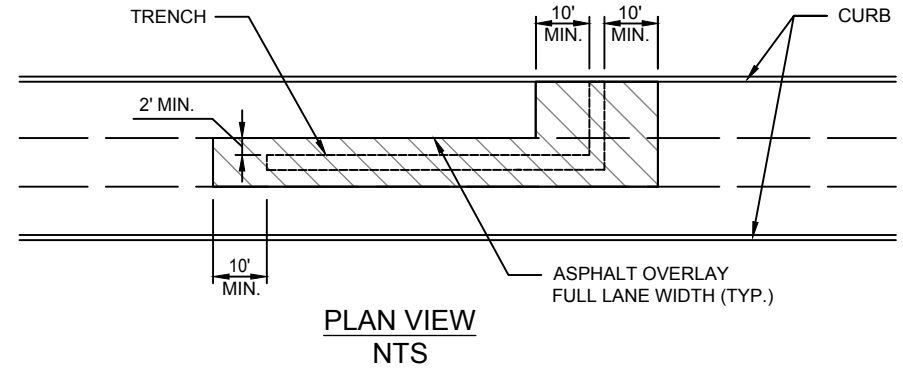 TRENCH
10'
MIN.
10'
MIN.
CURB
2' MIN.
10'
MIN.
ASPHALT OVERLAY
FULL LANE WIDTH (TYP.)
PLAN VIEW
NTS